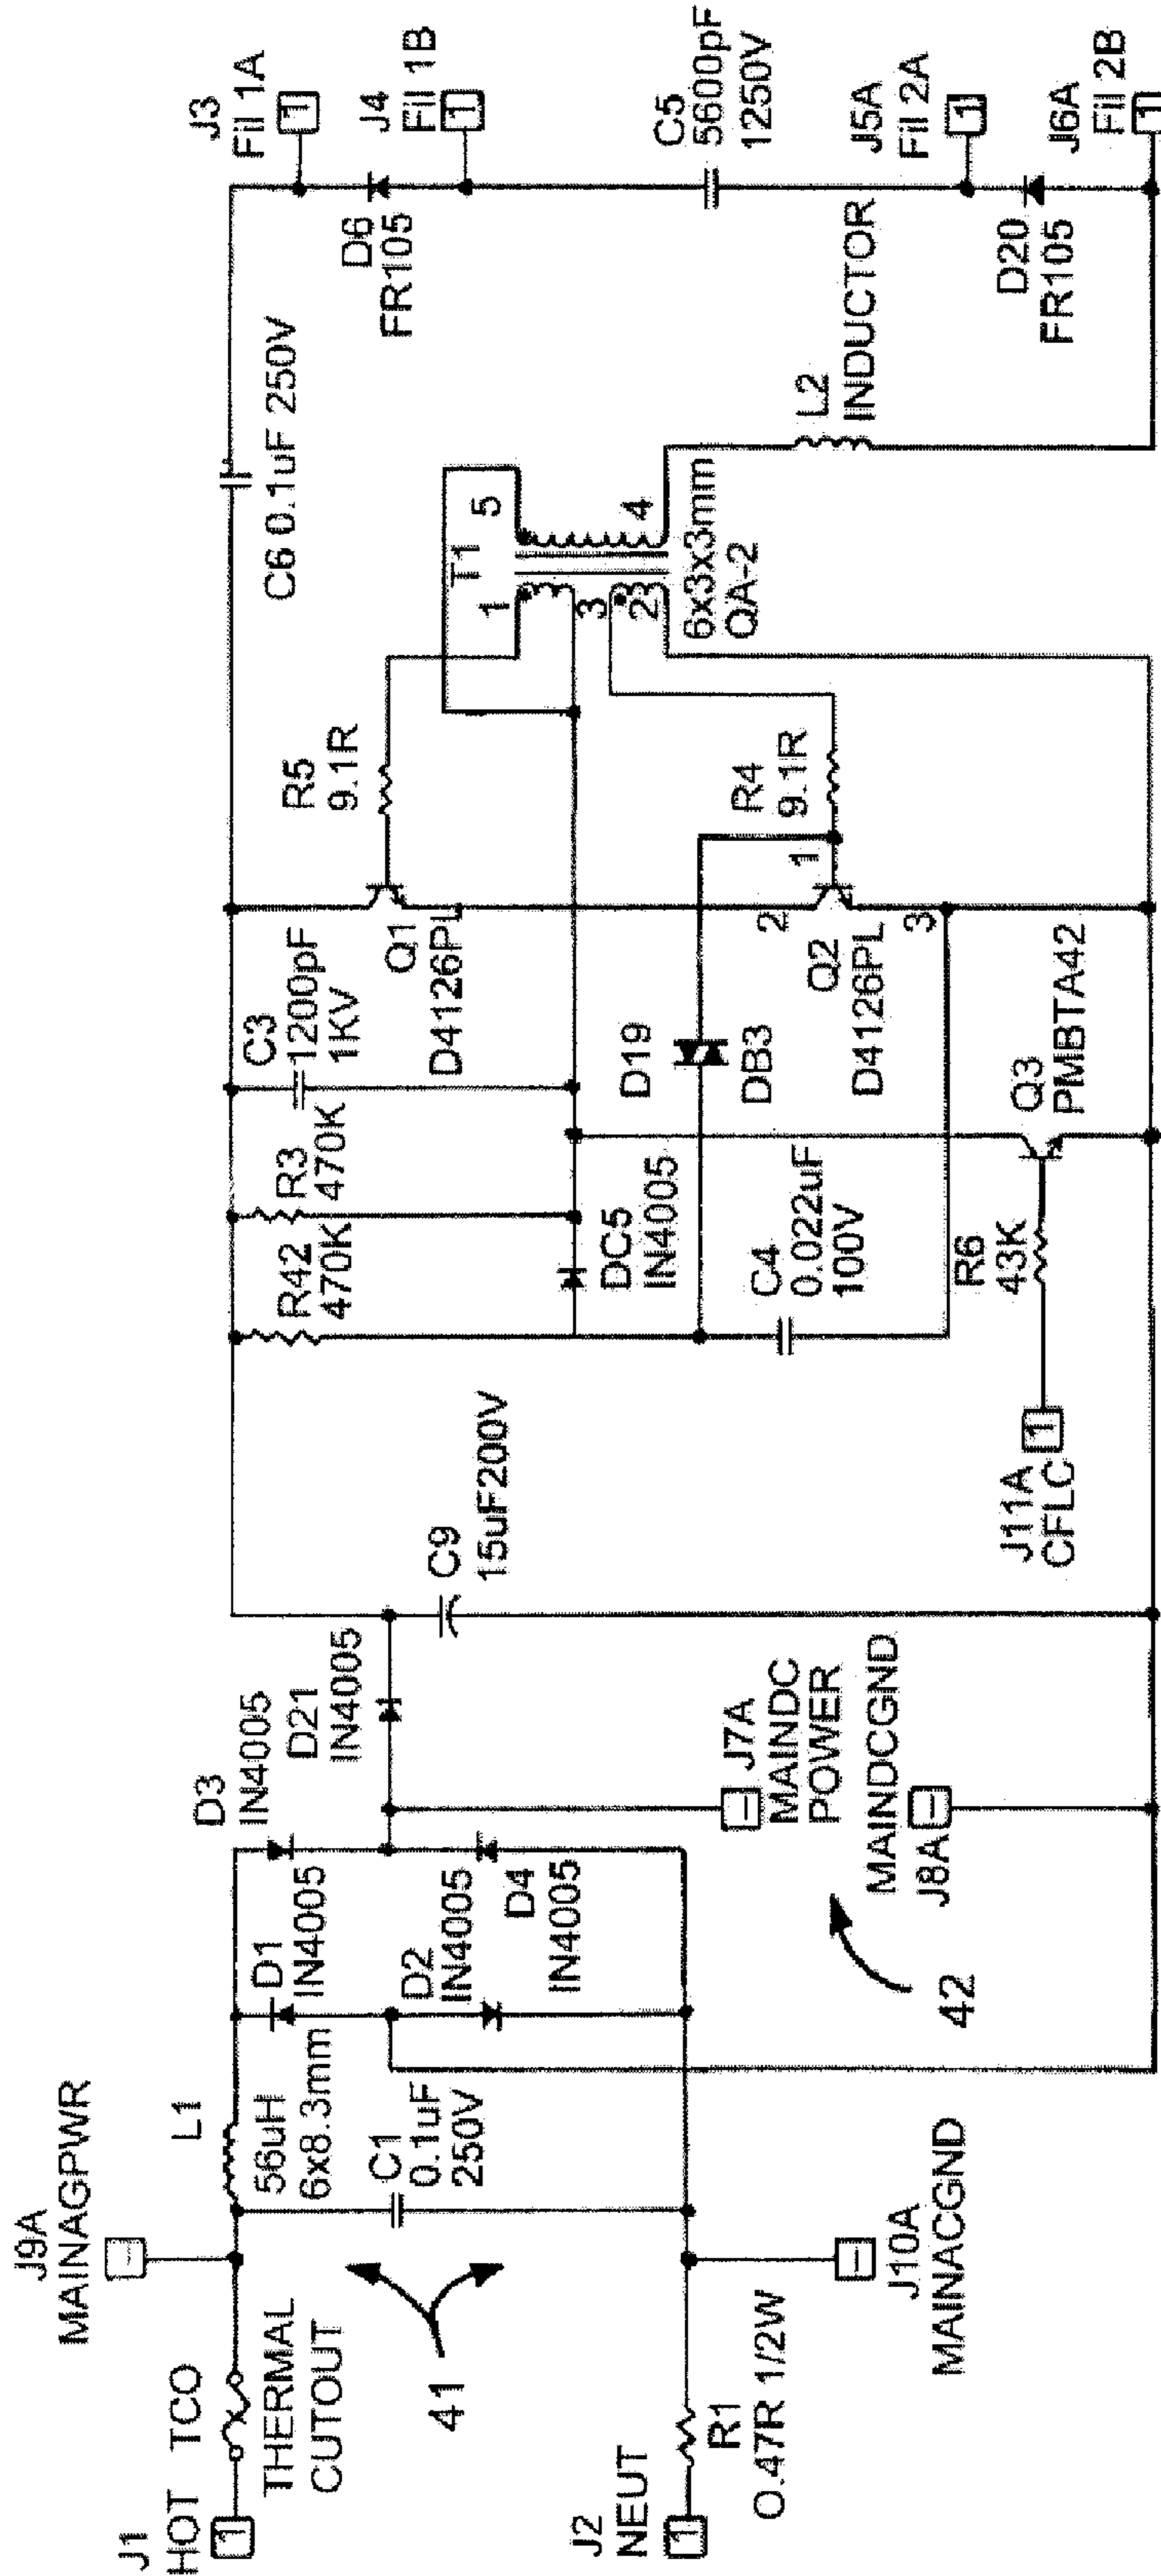 J1
HOT
1
TCO
THERMAL
CUTOUT
J9A
MAINAGPWR
L1
56uH
6x8.3mm
C1
0.1uF
250V
41
J2
NEUT
1
R1
0.47R 1/2W
J10A
MAINACGND
D1
IN4005
D2
IN4005
D3
IN4005
D4
IN4005
D21
IN4005
J7A
MAINDC
POWER
MAINDCGND
J8A
42
C9
15uF200V
R42
470K
R3
470K
C3
1200pF
1KV
DC5
IN4005
C4
0.022uF
100V
J11A
CFLC
1
R6
43K
Q3
PMBTA42
D19
DB3
Q1
D4126PL
Q2
D4126PL
1
2
3
R5
9.1R
R4
9.1R
T1
1
5
3
2
4
6x3x3mm
QA-2
L2
INDUCTOR
C6 0.1uF 250V
J3
Fil 1A
1
D6
FR105
J4
Fil 1B
1
C5
5600pF
1250V
J5A
Fil 2A
1
D20
FR105
J6A
Fil 2B
1